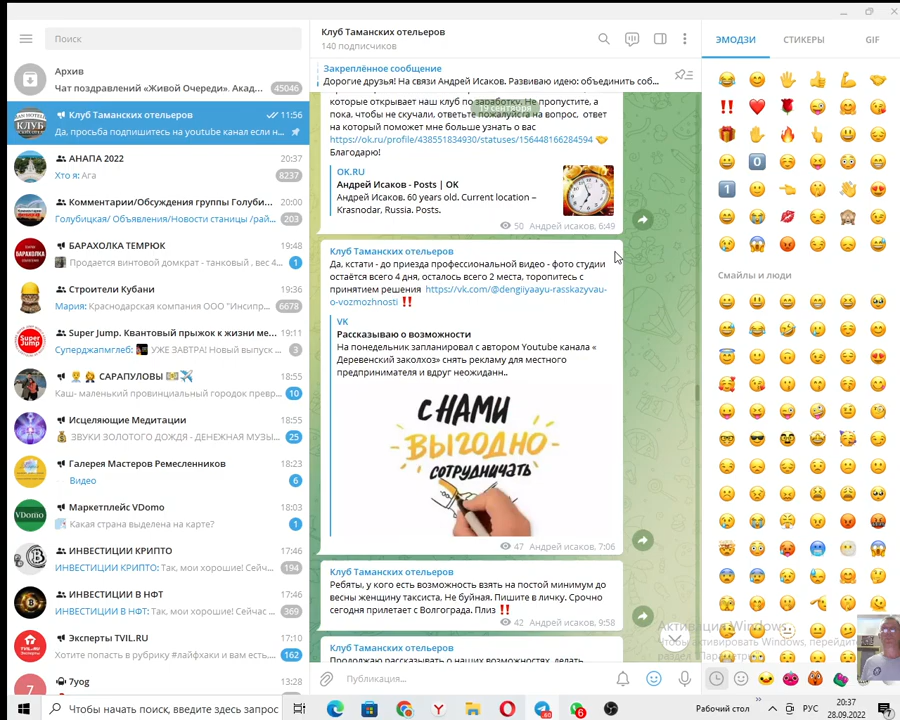 Поиск
Архив
Чат поздравлений «Живой Очереди». Акад... 45046
Клуб Таманских отельеров 11:56
Да, просьба подпишитесь на youtube канал если н...
АНАПА 2022 20:37
Хто я: Ага 8237
Комментарии/Обсуждения группы Голуби... 20:00
Голубицкая/ Объявления/Новости станицы /рай... 203
БАРАХОЛКА ТЕМРЮК 19:48
Продается винтовой домкрат - танковый . вес 4... 1
Строители Кубани 19:36
Мария: Краснодарская компания ООО "Инсипр... 6678
Super Jump. Квантовый прыжок к жизни ме... 19:11
Суперджапмглеб: УЖЕ ЗАВТРА! Новый выпуск ... 3
САРАПУЛОВЫ 18:55
Каш- маленький провинциальный городок превр... 10
Исцеляющие Медитации 18:55
ЗВУКИ ЗОЛОТОГО ДОЖДЯ - ДЕНЕЖНАЯ МУЗЫ... 25
Галерея Мастеров Ремесленников 18:23
Видео 6
Маркетплейс VDomo 18:03
Какая страна выделена на карте? 1
ИНВЕСТИЦИИ КРИПТО 17:46
ИНВЕСТИЦИИ КРИПТО: Так, мои хорошие! Сейч... 194
ИНВЕСТИЦИИ В НФТ 17:46
ИНВЕСТИЦИИ В НФТ: Так, мои хорошие! Сейчас ... 369
Эксперты TVIL.RU 17:10
Хотите попасть в рубрику #лайфхаки и вам есть... 162
7yog 13:28
Клуб Таманских отельеров
140 подписчиков
Закреплённое сообщение
Дорогие друзья! На связи Андрей Исаков. Развиваю идею: объединить соб...
19 сентября
которые открывает наш клуб по заработку. Не пропустите, а
пока, чтобы не скучали, ответьте пожалуйста на вопрос, ответ
на который поможет мне больше узнать о вас
https://ok.ru/profile/438551834930/statuses/156448166284594
Благодарю!
OK.RU
Андрей Исаков - Posts | OK
Андрей Исаков. 60 years old. Current location –
Krasnodar, Russia. Posts.
50 Андрей исаков, 6:49
Клуб Таманских отельеров
Да, кстати - до приезда профессиональной видео - фото студии
остаётся всего 4 дня, осталось всего 2 места, торопитесь с
принятием решения https://vk.com/@dengiiyaayu-rasskazyvau-
o-vozmozhnosti ‼
VK
Рассказываю о возможности
На понедельник запланировал с автором Youtube канала «
Деревенский заколхоз» снять рекламу для местного
предпринимателя и вдруг неожиданн..
С НАМИ
ВЫГОДНО
СОТРУДНИЧАТЬ
47 Андрей исаков, 7:06
Клуб Таманских отельеров
Ребяты, у кого есть возможность взять на постой минимум до
весны женщину таксиста, Не буйная. Пишите в личку. Срочно
сегодня прилетает с Волгограда. Плиз ‼
42 Андрей исаков, 9:58
Клуб Таманских отельеров
Продолжаю рассказывать о наших возможностях, делать
Публикация...
ЭМОДЗИ СТИКЕРЫ GIF
Смайлы и люди
Активация Windows
Чтобы активировать Windows, перейдите
раздел "Параметры
Чтобы начать поиск, введите здесь запрос
Рабочий стол РУС 20:37
28.09.2022